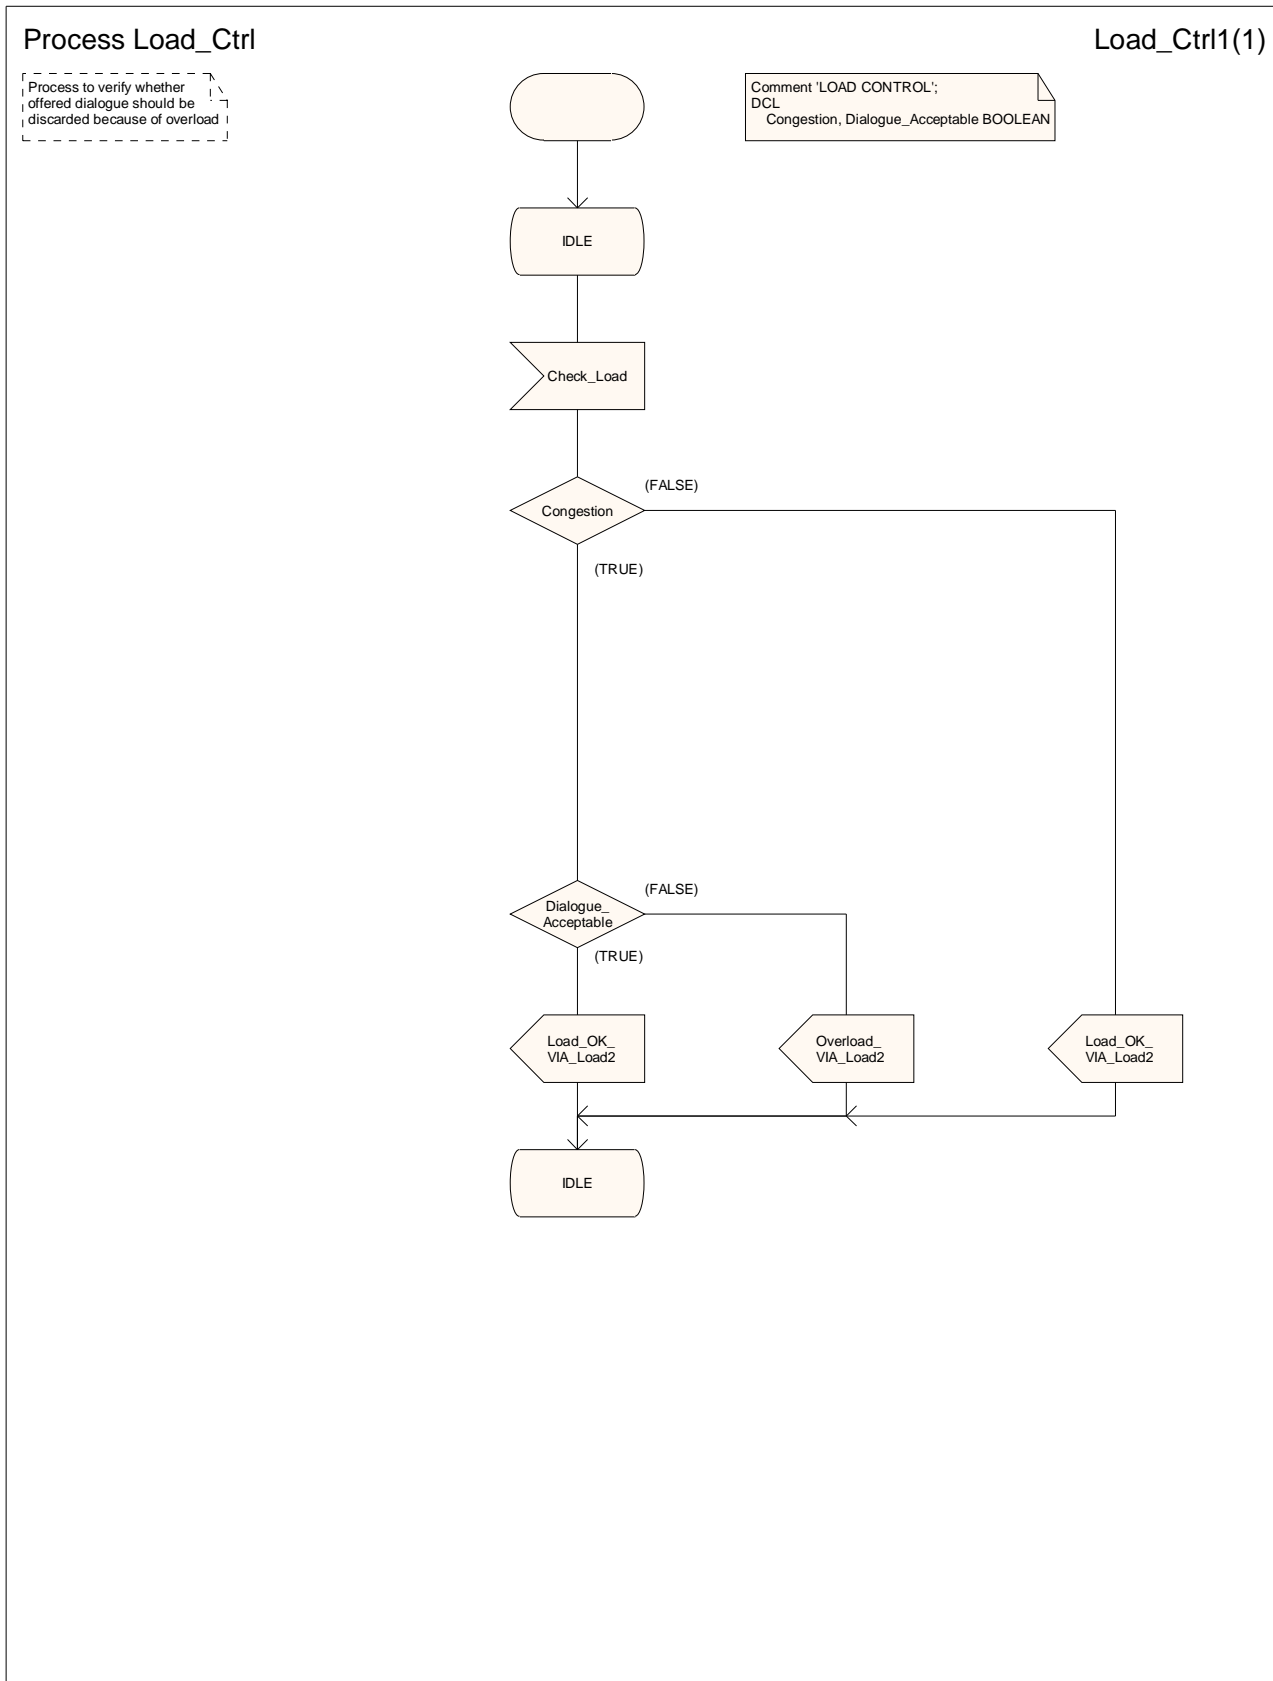 Process Load_Ctrl
Load_Ctrl1(1)
Process to verify whether
offered dialogue should be
discarded because of overload
Comment 'LOAD CONTROL';
DCL
Congestion, Dialogue_Acceptable BOOLEAN
IDLE
Check_Load
(FALSE)
Congestion
(TRUE)
(FALSE)
Dialogue_
Acceptable
(TRUE)
Load_OK_
VIA_Load2
Overload_
VIA_Load2
Load_OK_
VIA_Load2
IDLE